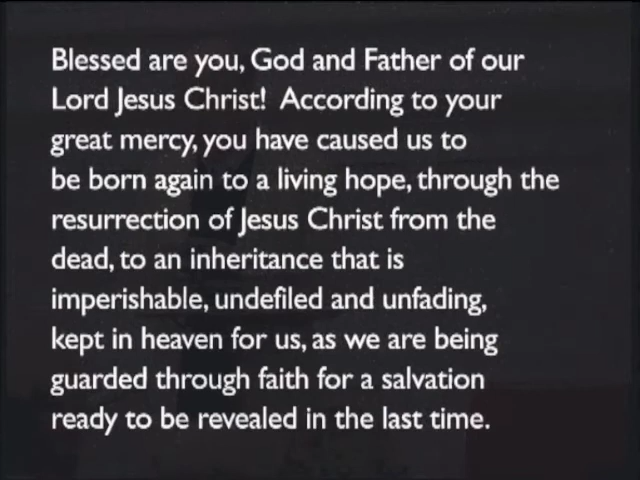 Blessed are you, God and Father of our
Lord Jesus Christ! According to your
great mercy, you have caused us to
be born again to a living hope, through the
resurrection of Jesus Christ from the
dead, to an inheritance that is
imperishable, undefiled and unfading,
kept in heaven for us, as we are being
guarded through faith for a salvation
ready to be revealed in the last time.